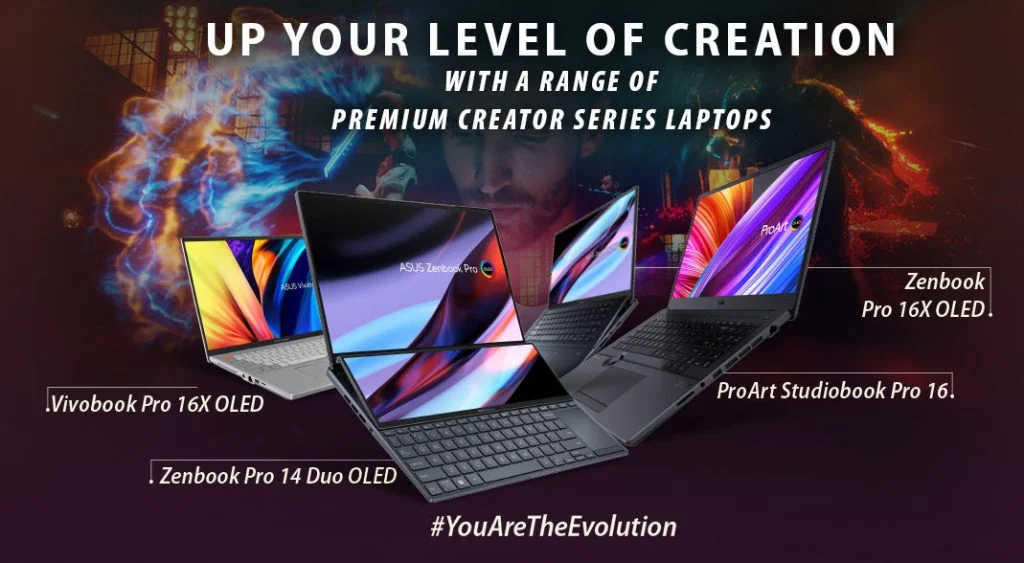 UP YOUR LEVEL OF CREATION
WITH A RANGE OF
PREMIUM CREATOR SERIES LAPTOPS
ASUS Zenbook Pro
ProArt
ASUS
Zenbook
Pro 16X OLED
Vivobook Pro 16X OLED
ProArt Studiobook Pro 16
Zenbook Pro 14 Duo OLED
#YouAreTheEvolution